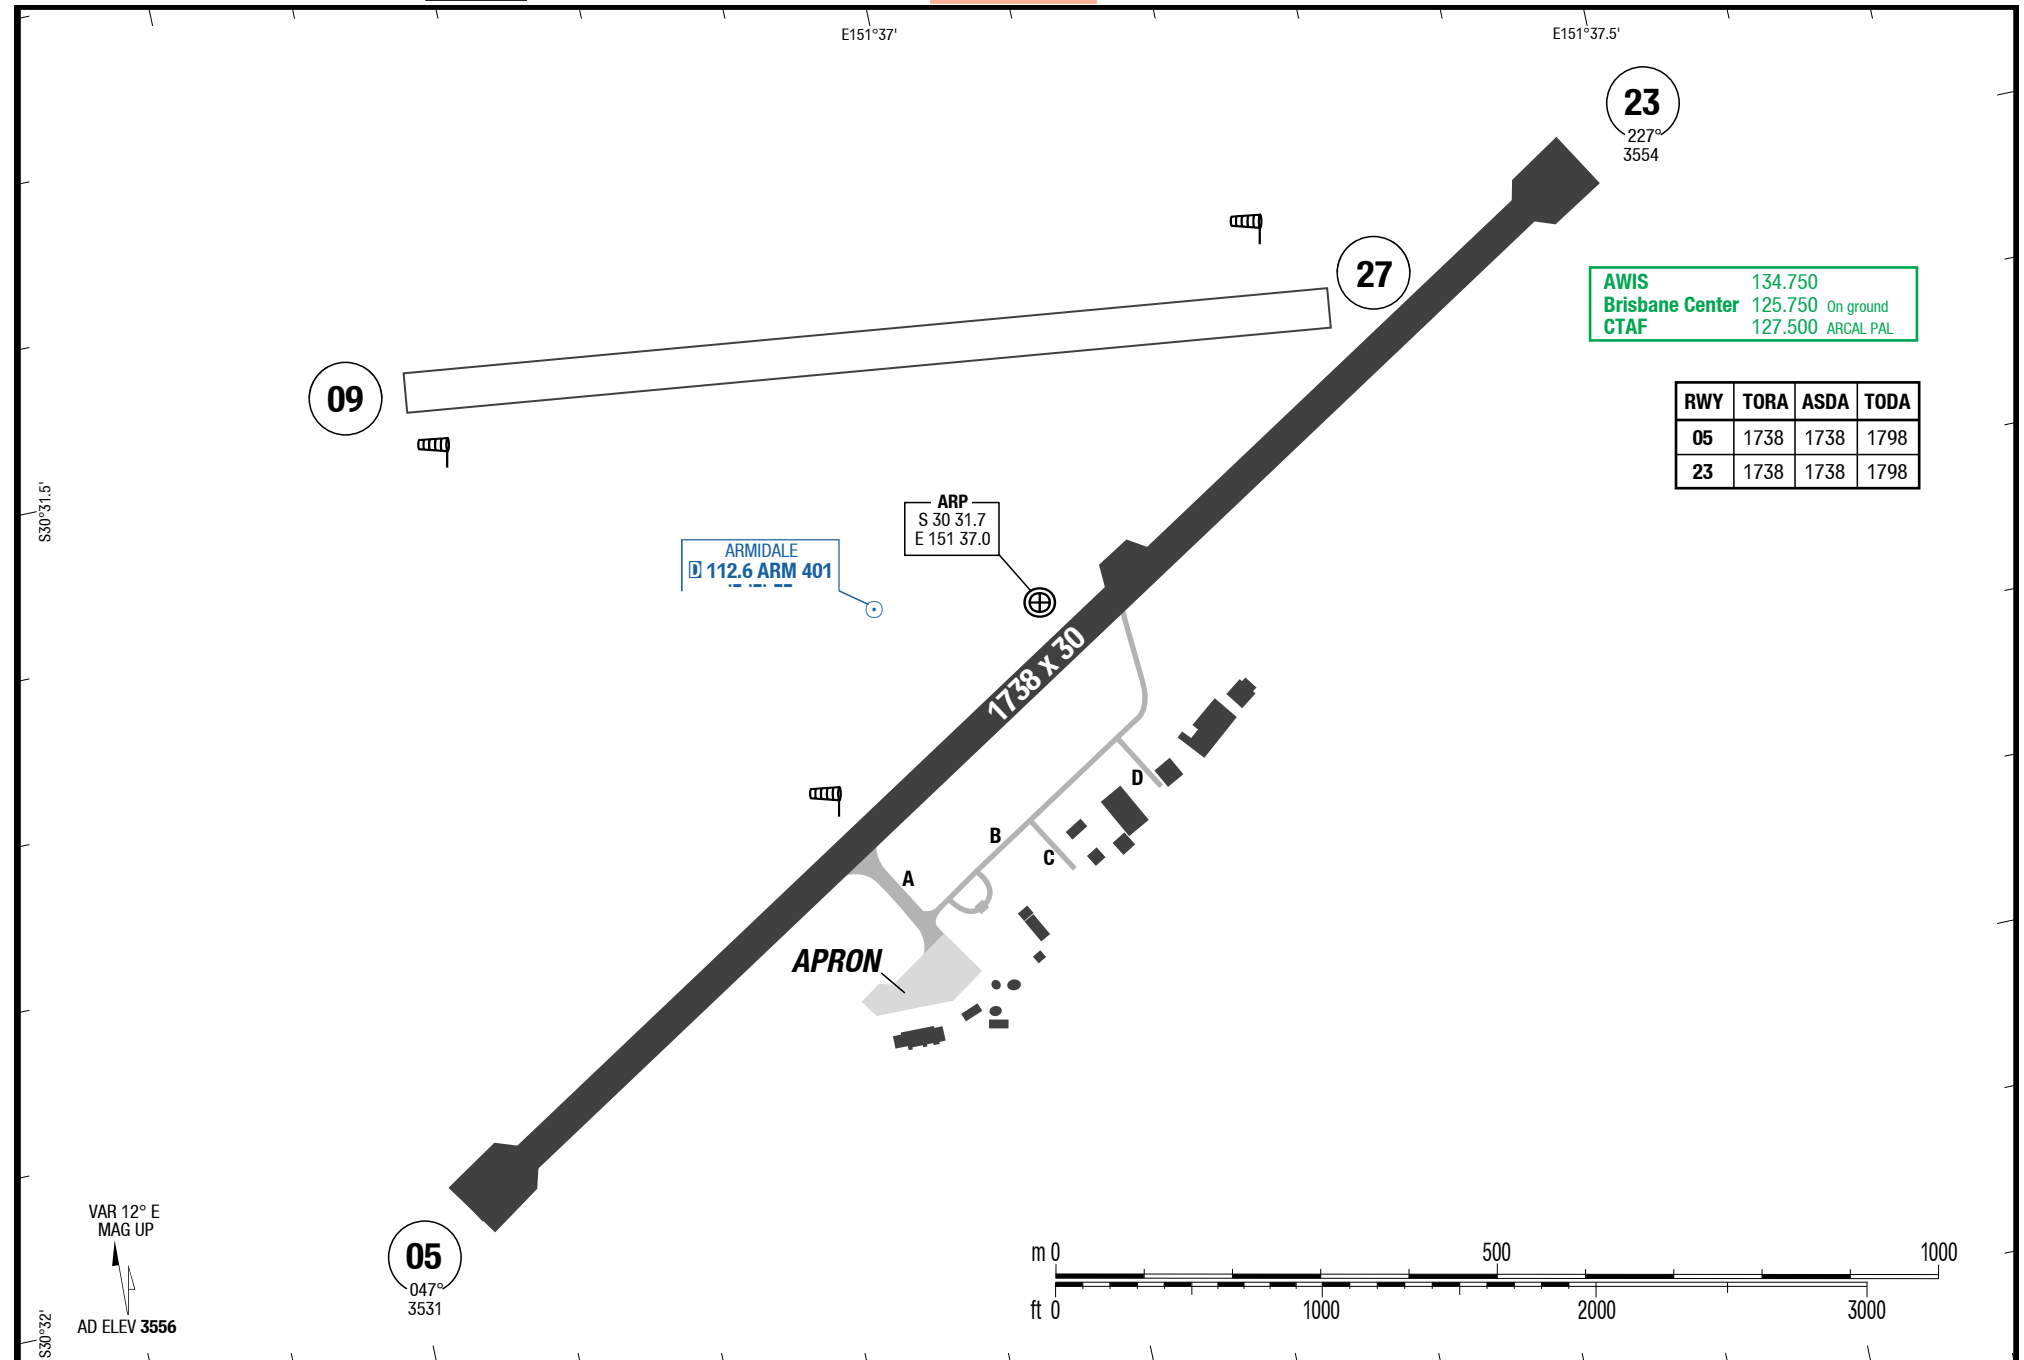 E151°37'
E151°37.5'
23
227°
3554
27
AWIS 134.750
Brisbane Center 125.750 On ground
CTAF 127.500 ARCAL PAL
09
RWY TORA ASDA TODA
05 1738 1738 1798
23 1738 1738 1798
S30°31.5'
ARP
S 30 31.7
E 151 37.0
ARMIDALE
D 112.6 ARM 401
1738 x 30
D
B
C
A
APRON
VAR 12° E
MAG UP
AD ELEV 3556
S30°32'
05
047°
3531
m 0 500 1000
ft 0 1000 2000 3000